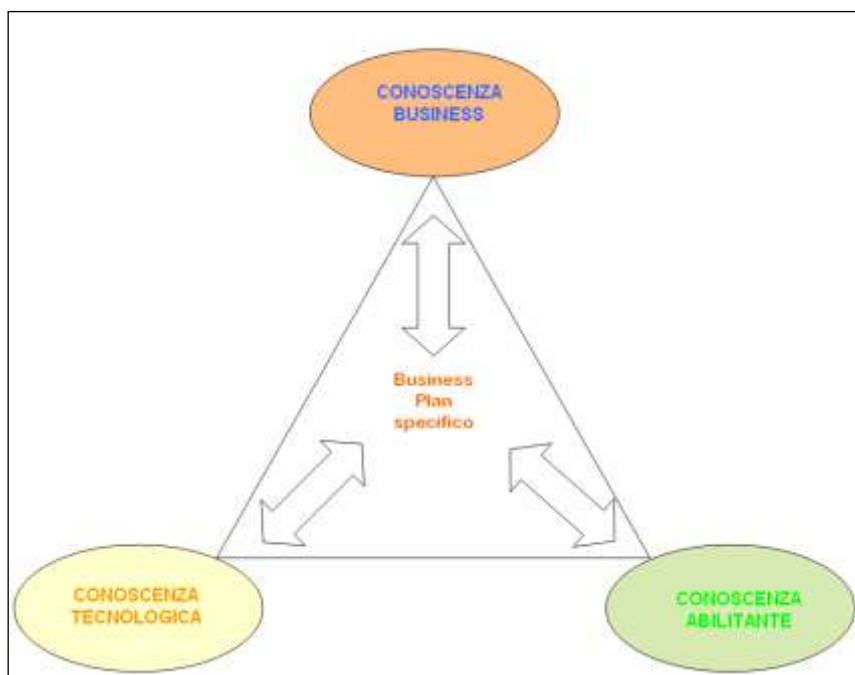 CONOSCENZA
BUSINESS
Business
Plan
specifico
CONOSCENZA
TECNOLOGICA
CONOSCENZA
ABILITANTE